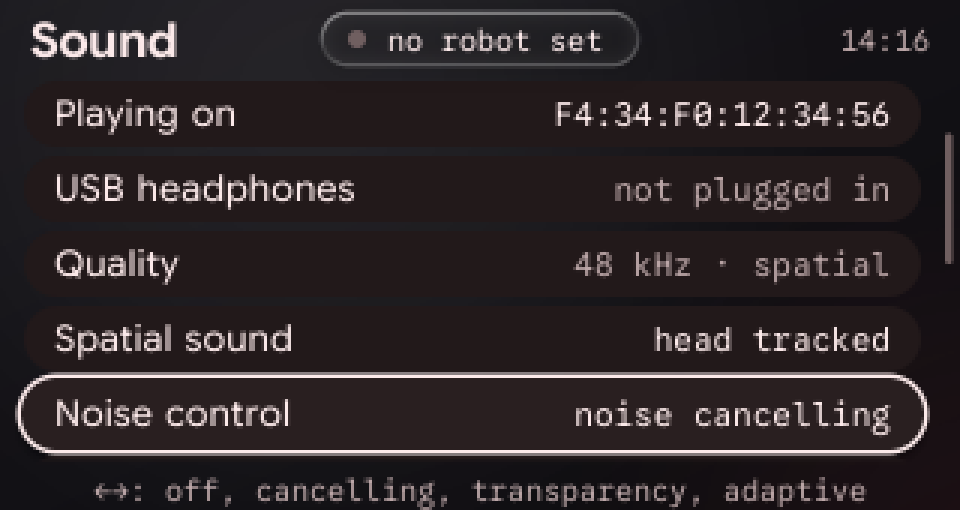 Sound
no robot set
14:16
Playing on F4:34:F0:12:34:56
USB headphones not plugged in
Quality 48 kHz · spatial
Spatial sound head tracked
Noise control noise cancelling
↔: off, cancelling, transparency, adaptive